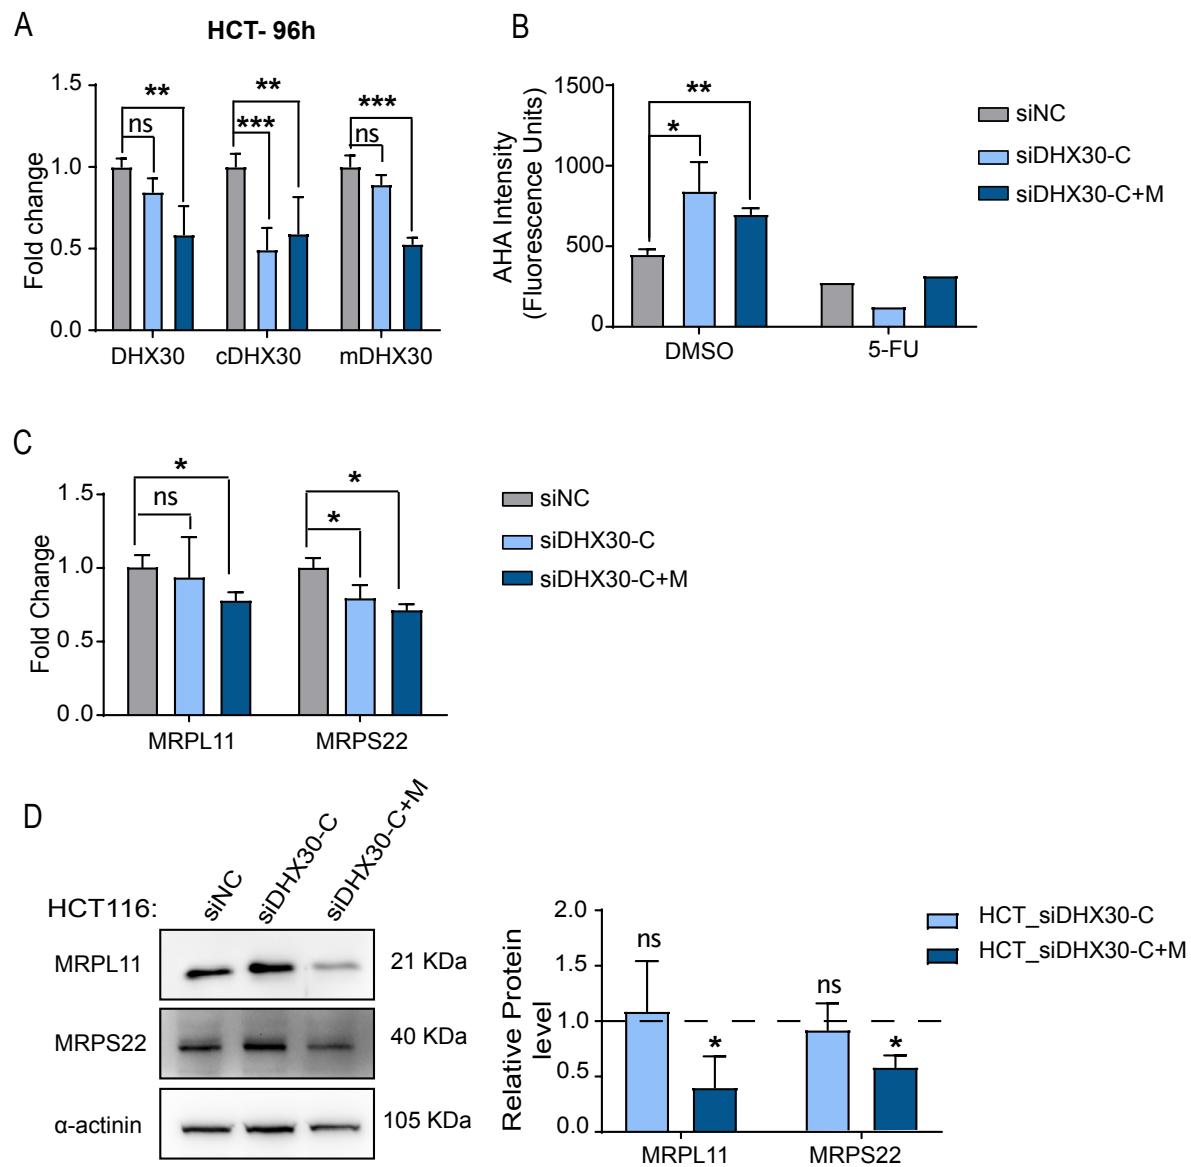 A
HCT- 96h
Fold change
1.5
1.0
0.5
0.0
**
ns
**
***
***
ns
DHX30
cDHX30
mDHX30
B
AHA Intensity
(Fluorescence Units)
1500
1000
500
0
**
*
DMSO
5-FU
siNC
siDHX30-C
siDHX30-C+M
C
Fold Change
1.5
1.0
0.5
0.0
*
ns
*
*
MRPL11
MRPS22
siNC
siDHX30-C
siDHX30-C+M
D
HCT116:
siNC
siDHX30-C
siDHX30-C+M
MRPL11
21 KDa
MRPS22
40 KDa
α-actinin
105 KDa
Relative Protein
level
2.0
1.5
1.0
0.5
0.0
ns
*
ns
*
MRPL11
MRPS22
HCT_siDHX30-C
HCT_siDHX30-C+M